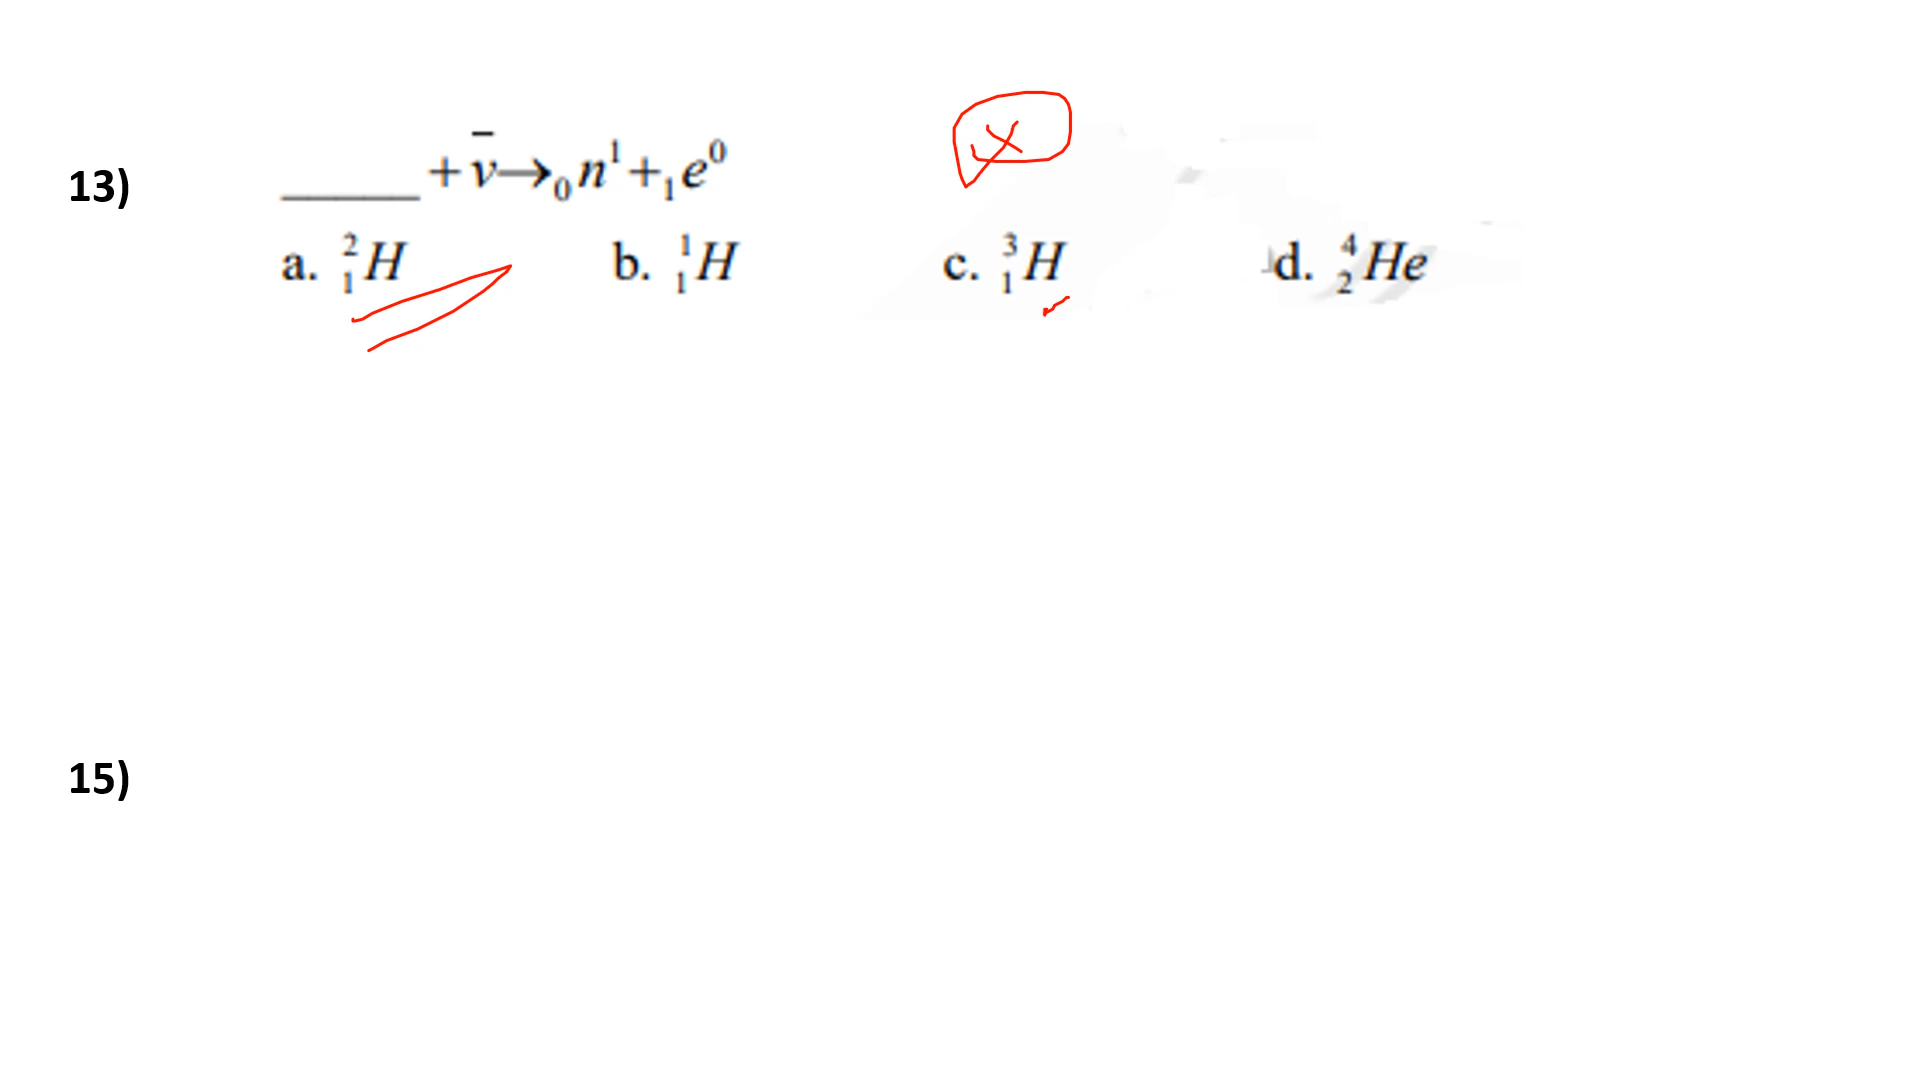 13) _____ + ν̄ → ₀n¹ + ₁e⁰
a. ²₁H b. ¹₁H c. ³₁H d. ⁴₂He
15)